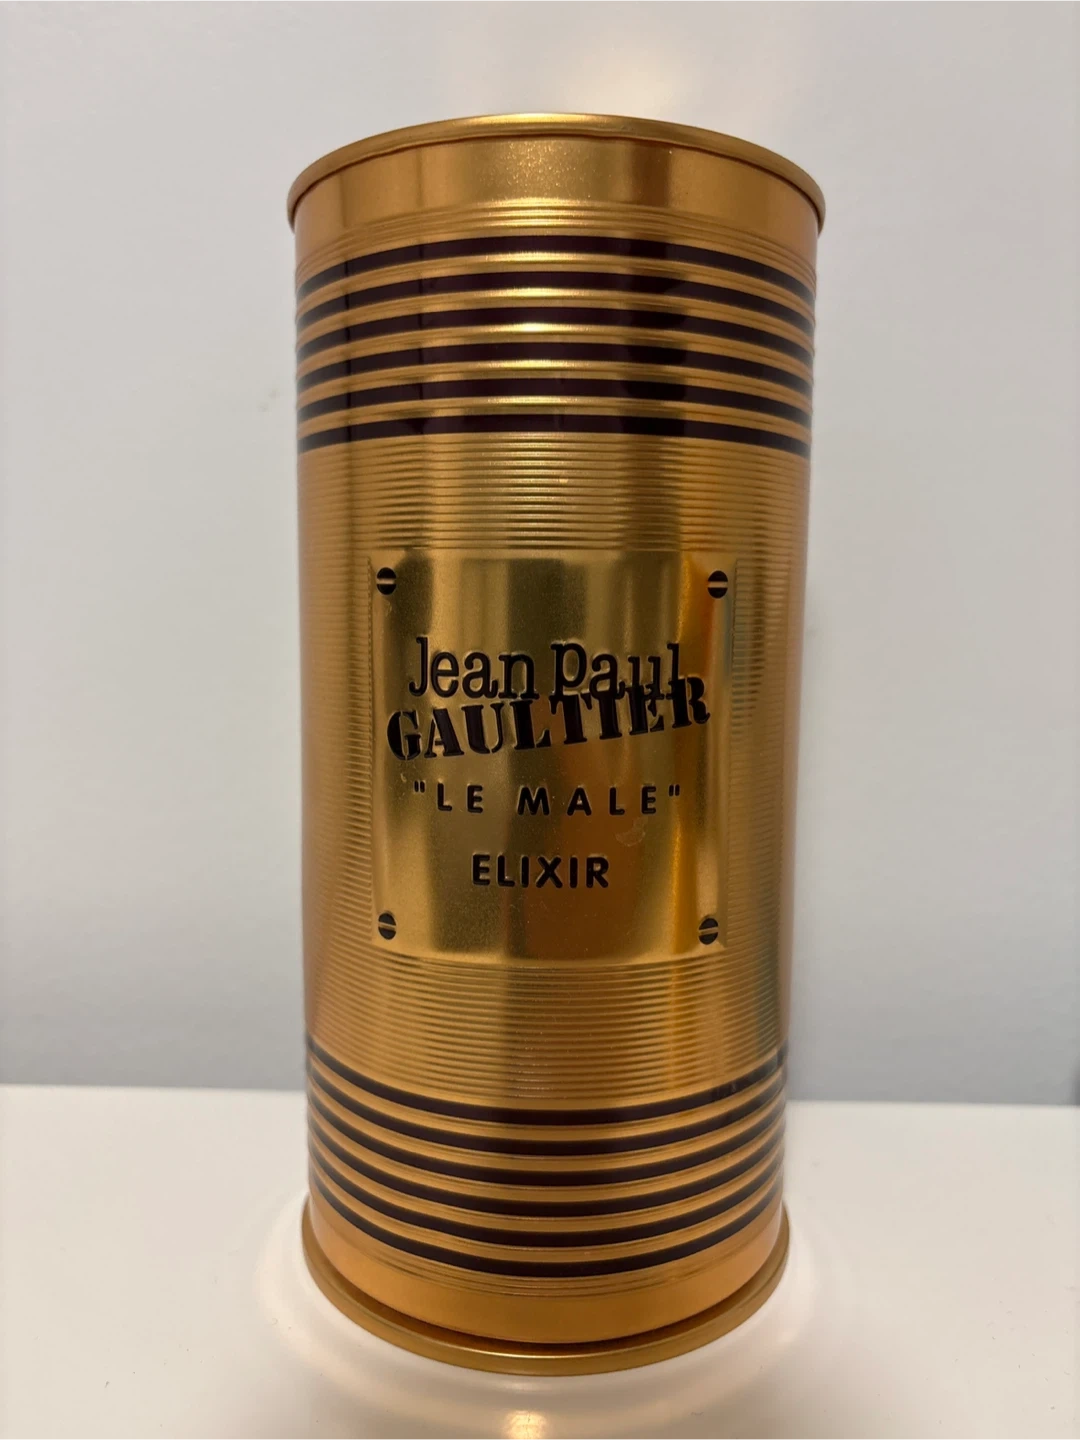 Jean Paul
GAULTIER
"LE MALE"
ELIXIR